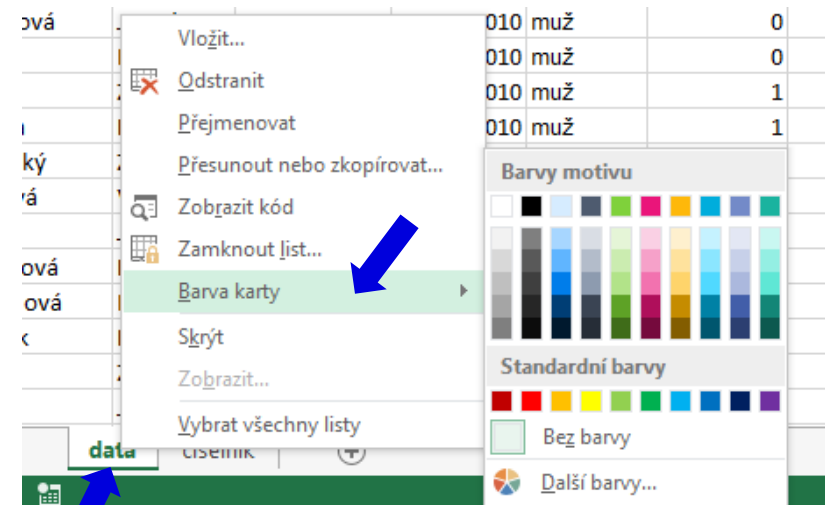 ová 010 muž 0
010 muž 0
010 muž 1
010 muž 1
ký
vá
ová
ová
Vložit...
Odstranit
Přejmenovat
Přesunout nebo zkopírovat...
Zobrazit kód
Zamknout list...
Barva karty
Skrýt
Zobrazit...
Vybrat všechny listy
Barvy motivu
Standardní barvy
Bez barvy
Další barvy...
data číselník